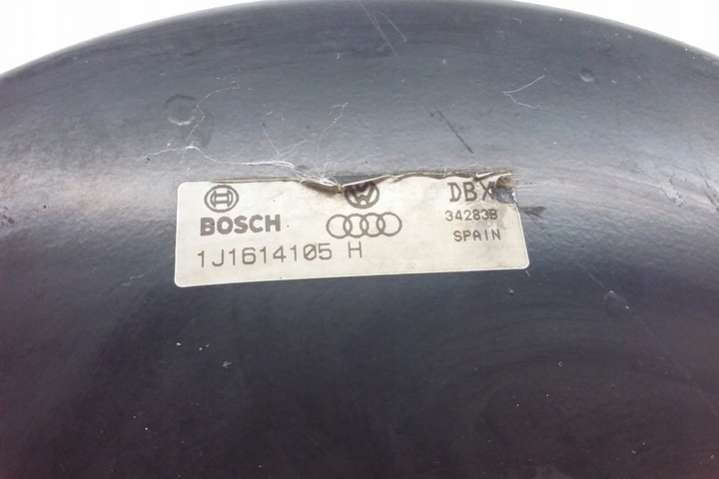 DBX
BOSCH
34283B
SPAIN
1J1614105 H